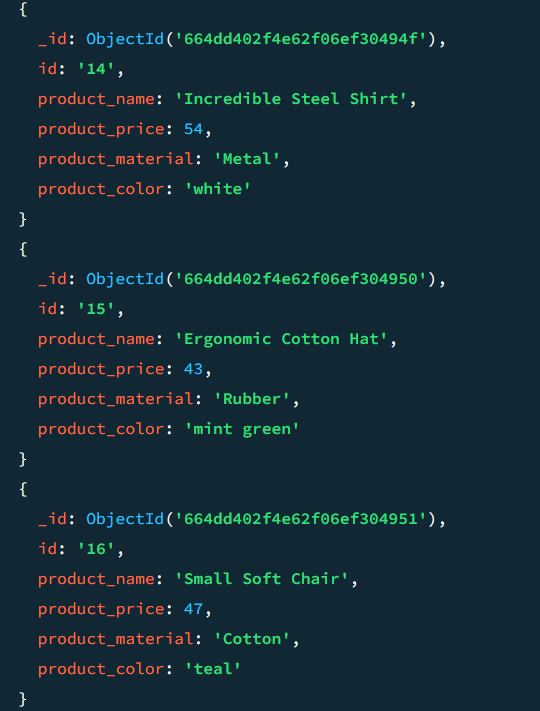 {
_id: ObjectId('664dd402f4e62f06ef30494f'),
id: '14',
product_name: 'Incredible Steel Shirt',
product_price: 54,
product_material: 'Metal',
product_color: 'white'
}
{
_id: ObjectId('664dd402f4e62f06ef304950'),
id: '15',
product_name: 'Ergonomic Cotton Hat',
product_price: 43,
product_material: 'Rubber',
product_color: 'mint green'
}
{
_id: ObjectId('664dd402f4e62f06ef304951'),
id: '16',
product_name: 'Small Soft Chair',
product_price: 47,
product_material: 'Cotton',
product_color: 'teal'
}